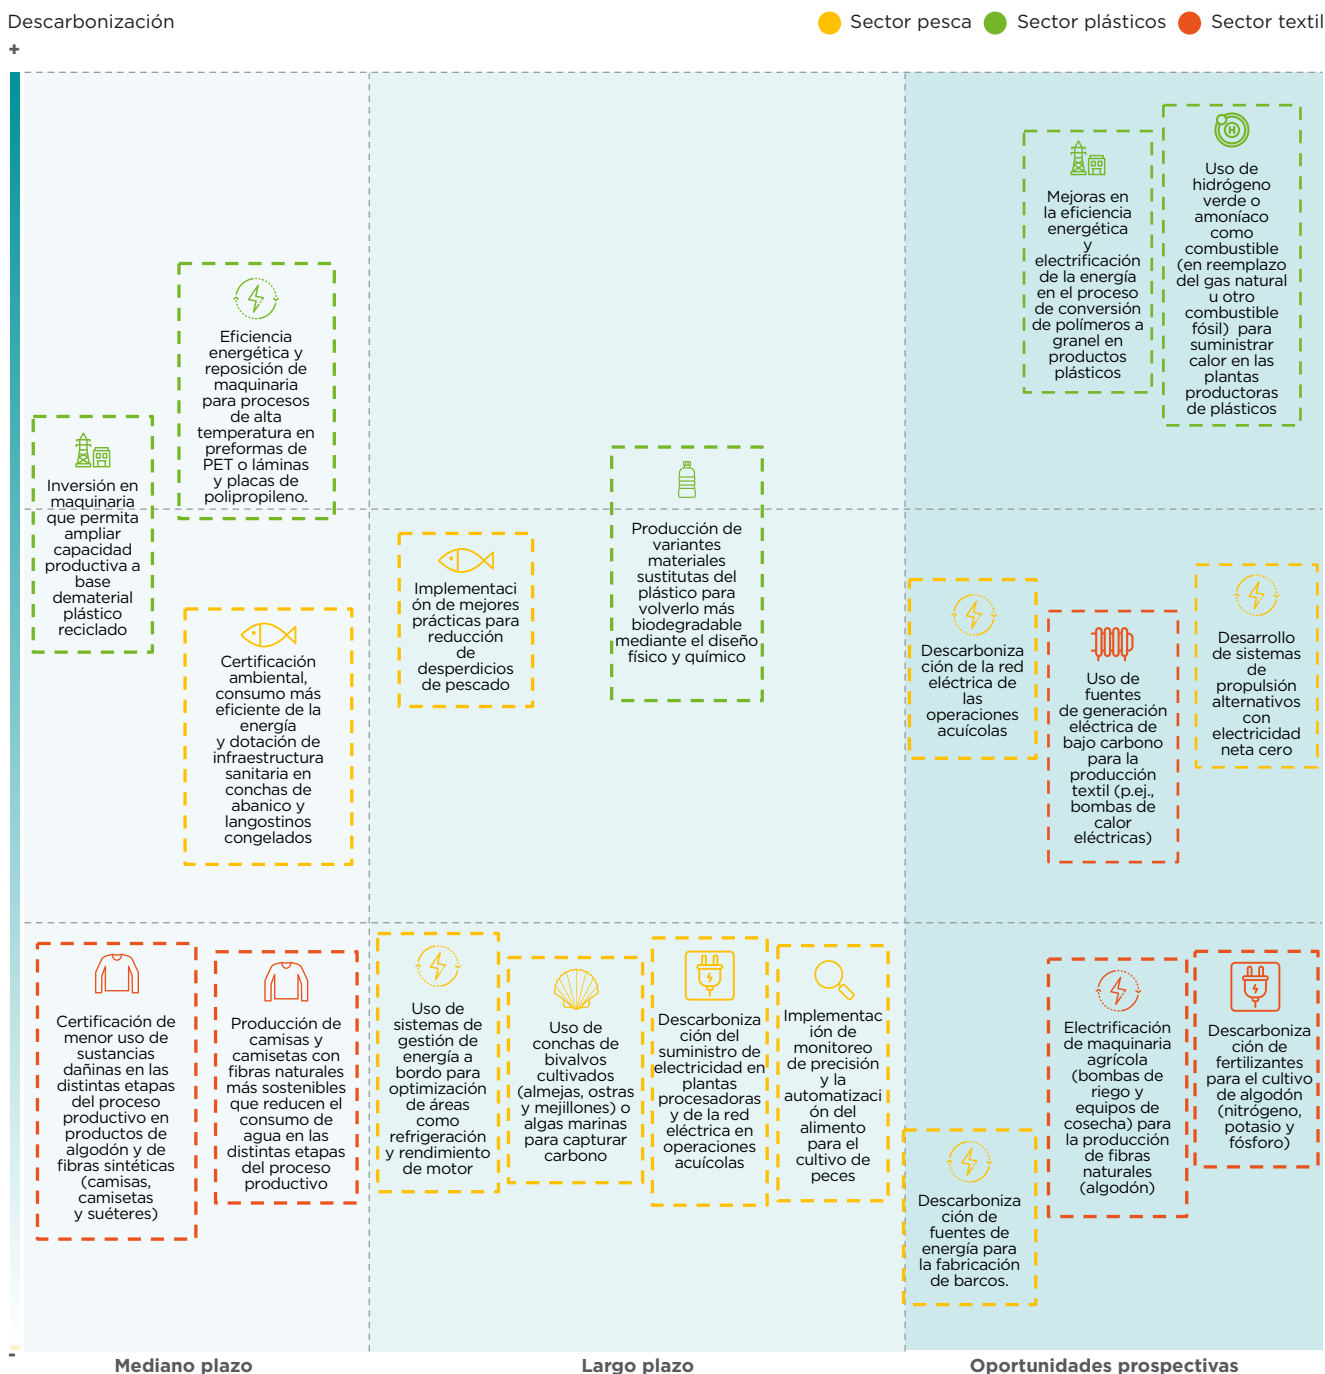 Descarbonización
Sector pesca
Sector plásticos
Sector textil
+
Mejoras en
la eficiencia
energética
y
electrificación
de la energía
en el proceso
de conversión
de polímeros a
granel en
productos
plásticos
H
Uso de
hidrógeno
verde o
amoníaco
como
combustible
(en reemplazo
del gas natural
u otro
combustible
fósil) para
suministrar
calor en las
plantas
productoras
de plásticos
Eficiencia
energética y
reposición de
maquinaria
para procesos
de alta
temperatura en
preformas de
PET o láminas
y placas de
polipropileno.
Inversión en
maquinaria
que permita
ampliar
capacidad
productiva a
base
dematerial
plástico
reciclado
Certificación
ambiental,
consumo más
eficiente de la
energía
y dotación de
infraestructura
sanitaria en
conchas de
abanico y
langostinos
congelados
Implementaci
ón de mejores
prácticas para
reducción
de
desperdicios
de pescado
Producción de
variantes
materiales
sustitutas del
plástico para
volverlo más
biodegradable
mediante el diseño
físico y químico
Descarboniza
ción de la red
eléctrica de
las
operaciones
acuícolas
Uso de
fuentes
de generación
eléctrica de
bajo carbono
para la
producción
textil (p.ej.,
bombas de
calor
eléctricas)
Desarrollo
de sistemas
de
propulsión
alternativos
con
electricidad
neta cero
Certificación de
menor uso de
sustancias
dañinas en las
distintas etapas
del proceso
productivo en
productos de
algodón y de
fibras sintéticas
(camisas,
camisetas
y suéteres)
Producción de
camisas y
camisetas con
fibras naturales
más sostenibles
que reducen el
consumo de
agua en las
distintas etapas
del proceso
productivo
Uso de
sistemas de
gestión de
energía a
bordo para
optimización
de áreas
como
refrigeración
y rendimiento
de motor
Uso de
conchas de
bivalvos
cultivados
(almejas, ostras
y mejillones) o
algas marinas
para capturar
carbono
Descarboniza
ción del
suministro de
electricidad en
plantas
procesadoras
y de la red
eléctrica en
operaciones
acuícolas
Implementac
ión de
monitoreo
de precisión
y la
automatizaci
ón del
alimento
para el
cultivo de
peces
Descarboniza
ción de
fuentes de
energía para
la fabricación
de barcos.
Electrificación
de maquinaria
agrícola
(bombas de
riego y
equipos de
cosecha) para
la producción
de fibras
naturales
(algodón)
Descarboniza
ción de
fertilizantes
para el cultivo
de algodón
(nitrógeno,
potasio y
fósforo)
-
Mediano plazo
Largo plazo
Oportunidades prospectivas